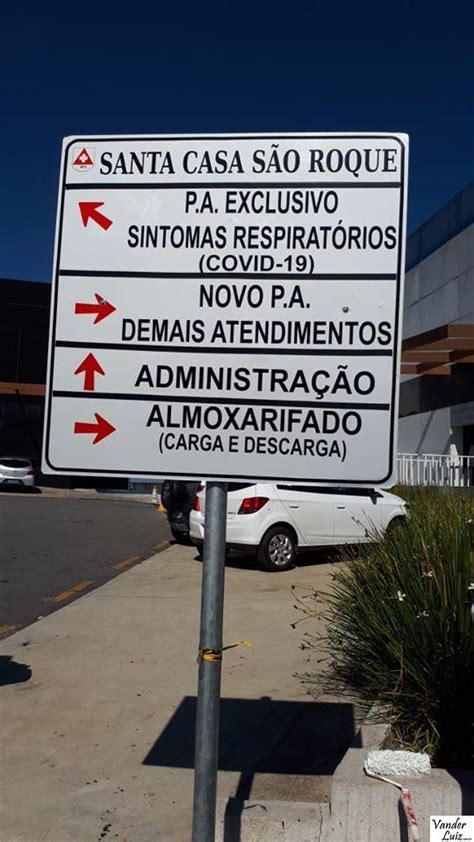 SANTA CASA SÃO ROQUE
P.A. EXCLUSIVO
SINTOMAS RESPIRATÓRIOS
(COVID-19)
NOVO P.A.
DEMAIS ATENDIMENTOS
ADMINISTRAÇÃO
ALMOXARIFADO
(CARGA E DESCARGA)
Vander
Luiz